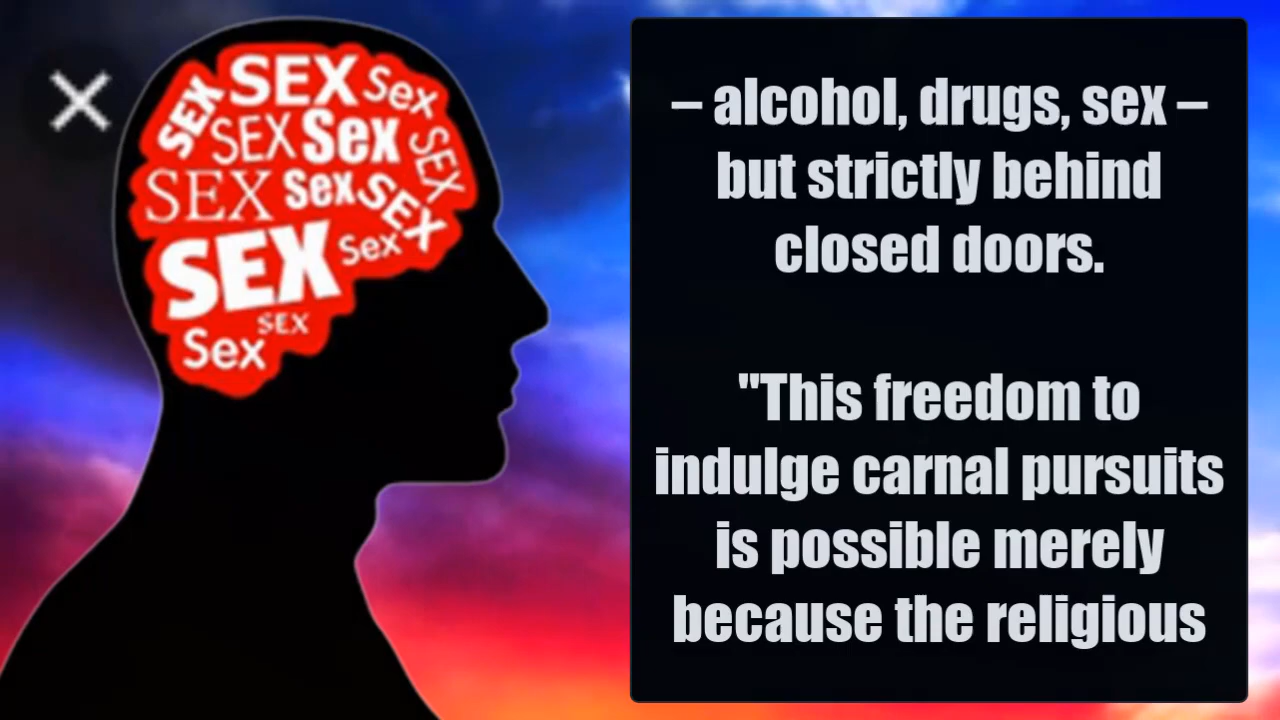 SEX
SEX
Sex
SEX
Sex
SEX
SEX
Sex
SEX
SEX
Sex
SEX
Sex
– alcohol, drugs, sex –
but strictly behind
closed doors.
"This freedom to
indulge carnal pursuits
is possible merely
because the religious